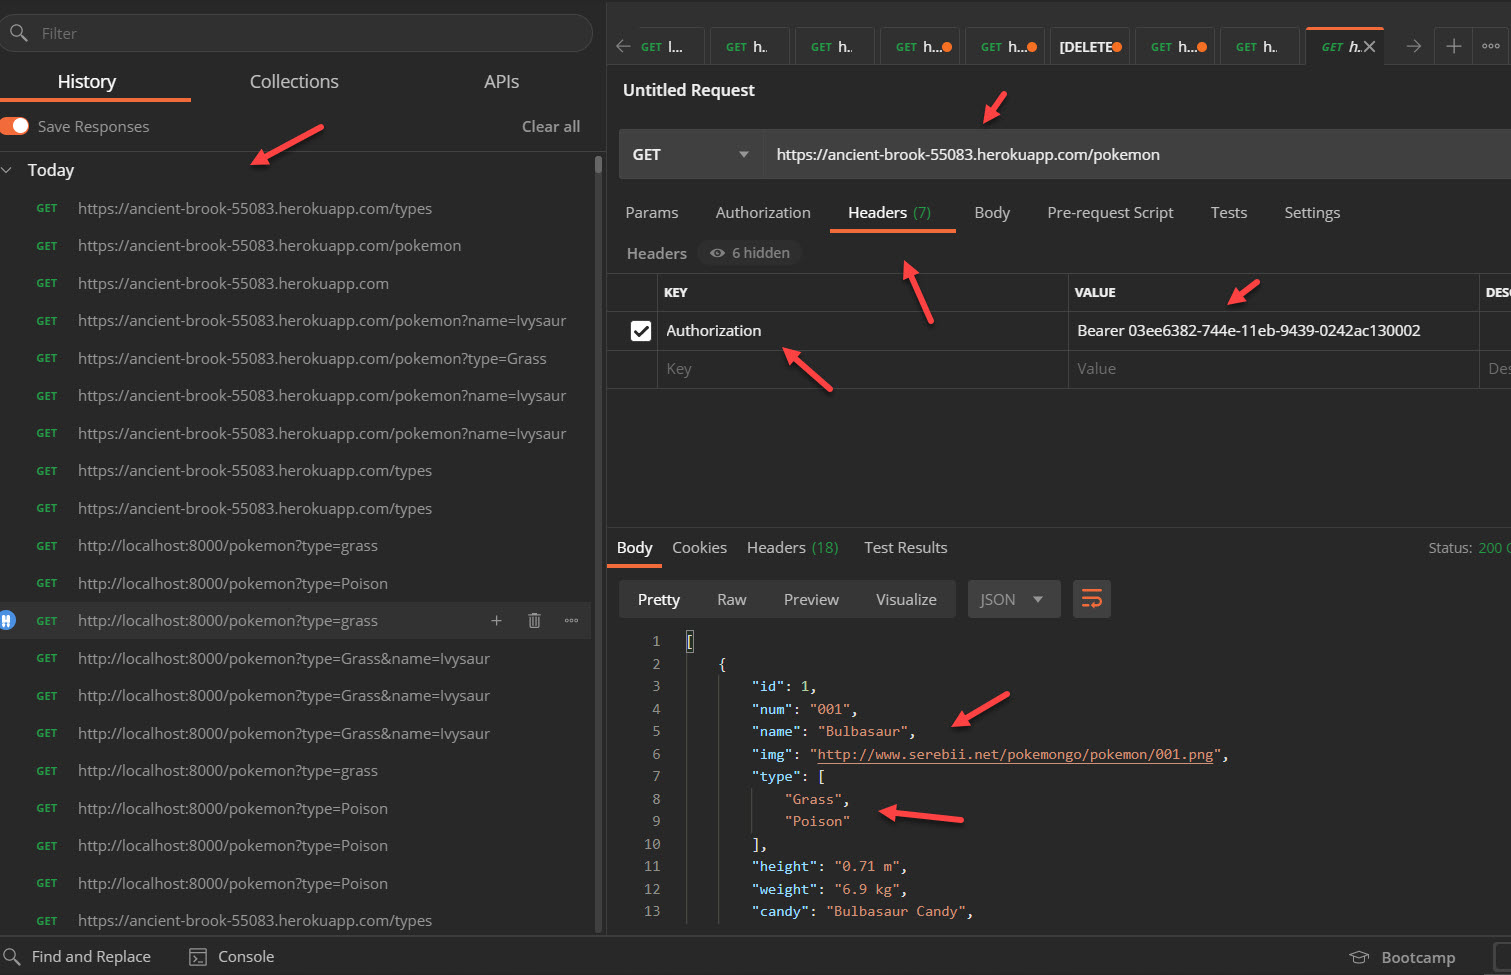 Filter
History Collections APIs
Save Responses Clear all
Today
GET https://ancient-brook-55083.herokuapp.com/types
GET https://ancient-brook-55083.herokuapp.com/pokemon
GET https://ancient-brook-55083.herokuapp.com
GET https://ancient-brook-55083.herokuapp.com/pokemon?name=Ivysaur
GET https://ancient-brook-55083.herokuapp.com/pokemon?type=Grass
GET https://ancient-brook-55083.herokuapp.com/pokemon?name=Ivysaur
GET https://ancient-brook-55083.herokuapp.com/pokemon?name=Ivysaur
GET https://ancient-brook-55083.herokuapp.com/types
GET https://ancient-brook-55083.herokuapp.com/types
GET http://localhost:8000/pokemon?type=grass
GET http://localhost:8000/pokemon?type=Poison
GET http://localhost:8000/pokemon?type=grass
GET http://localhost:8000/pokemon?type=Grass&name=Ivysaur
GET http://localhost:8000/pokemon?type=Grass&name=Ivysaur
GET http://localhost:8000/pokemon?type=Grass&name=Ivysaur
GET http://localhost:8000/pokemon?type=grass
GET http://localhost:8000/pokemon?type=Poison
GET http://localhost:8000/pokemon?type=Poison
GET http://localhost:8000/pokemon?type=Poison
GET https://ancient-brook-55083.herokuapp.com/types
GET l... GET h. GET h. GET h... GET h... [DELETE GET h... GET h. GET h.
Untitled Request
GET https://ancient-brook-55083.herokuapp.com/pokemon
Params Authorization Headers (7) Body Pre-request Script Tests Settings
Headers 6 hidden
KEY VALUE DES
Authorization Bearer 03ee6382-744e-11eb-9439-0242ac130002
Key Value Des
Body Cookies Headers (18) Test Results Status: 200
Pretty Raw Preview Visualize JSON
1 [
2 {
3 "id": 1,
4 "num": "001",
5 "name": "Bulbasaur",
6 "img": "http://www.serebii.net/pokemongo/pokemon/001.png",
7 "type": [
8 "Grass",
9 "Poison"
10 ],
11 "height": "0.71 m",
12 "weight": "6.9 kg",
13 "candy": "Bulbasaur Candy",
Find and Replace Console Bootcamp